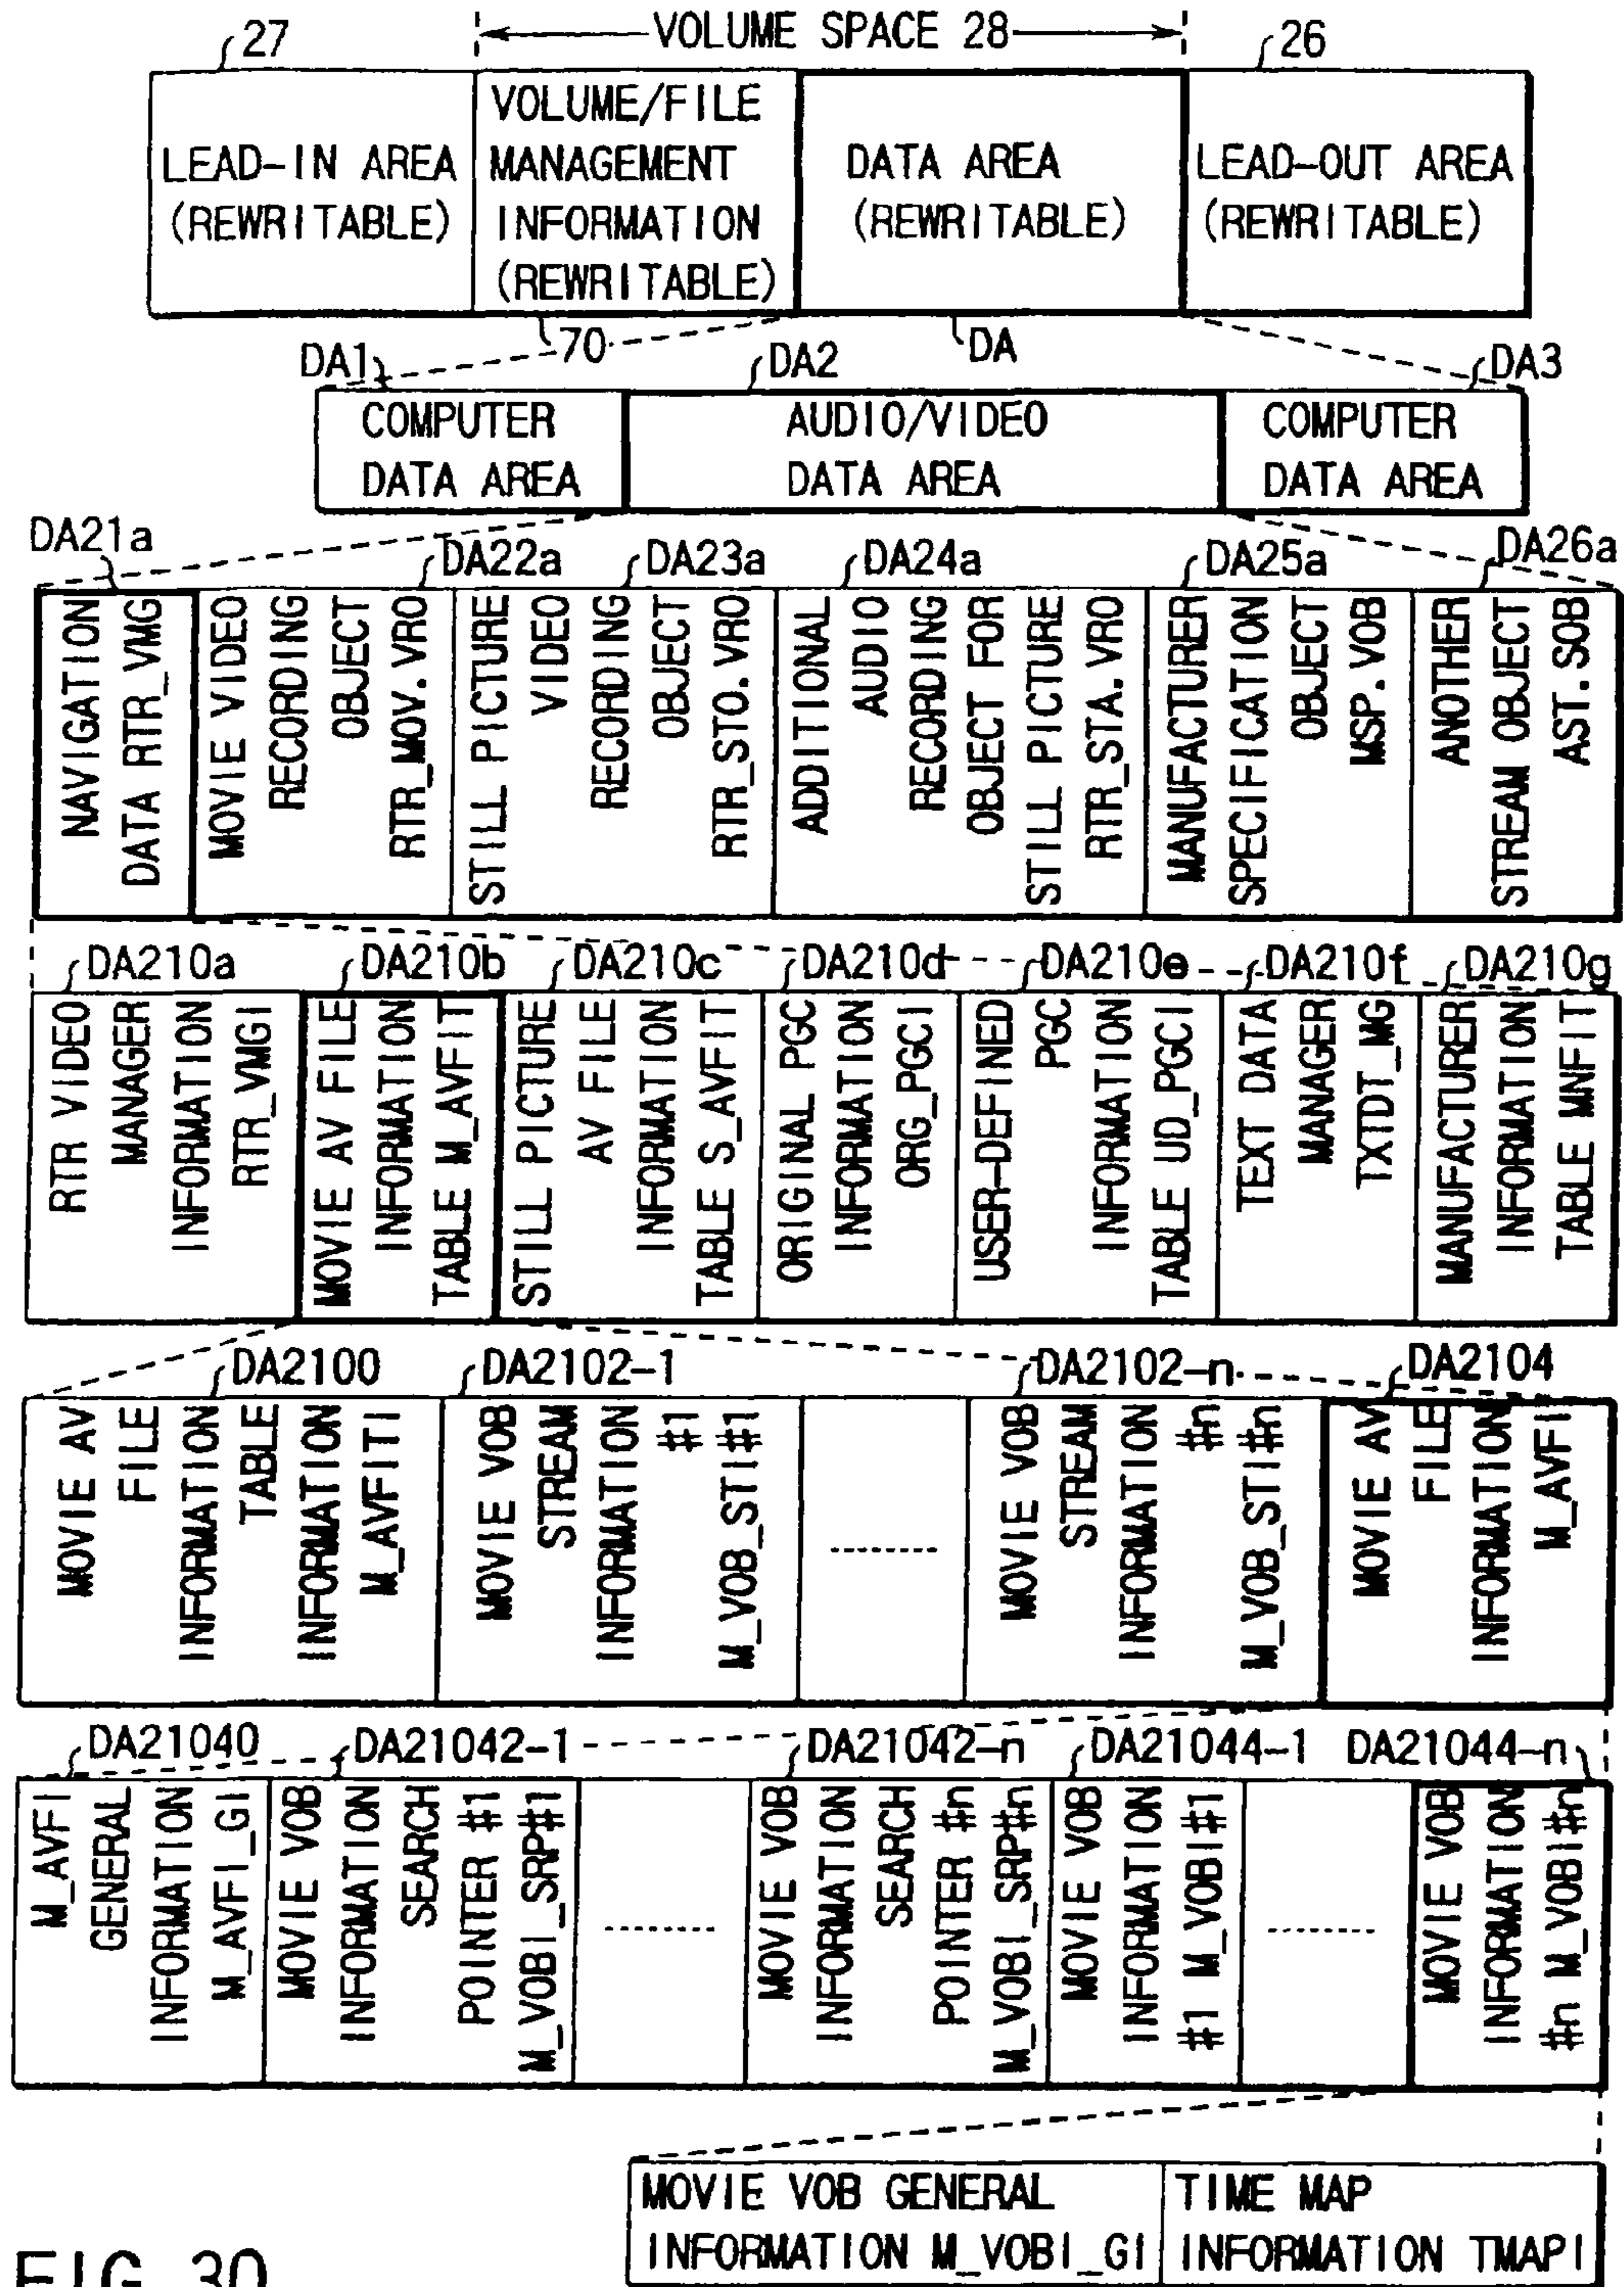 27
VOLUME SPACE 28
26
LEAD-IN AREA
(REWRITABLE)
VOLUME/FILE
MANAGEMENT
INFORMATION
(REWRITABLE)
DATA AREA
(REWRITABLE)
LEAD-OUT AREA
(REWRITABLE)
70
DA
DA1
DA2
DA3
COMPUTER
DATA AREA
AUDIO/VIDEO
DATA AREA
COMPUTER
DATA AREA
DA21a
DA22a
DA23a
DA24a
DA25a
DA26a
NAVIGATION
DATA RTR_VMG
MOVIE VIDEO
RECORDING
OBJECT
RTR_MOV.VRO
STILL PICTURE
VIDEO
RECORDING
OBJECT
RTR_STO.VRO
ADDITIONAL
AUDIO
RECORDING
OBJECT FOR
STILL PICTURE
RTR_STA.VRO
MANUFACTURER
SPECIFICATION
OBJECT
MSP.VOB
ANOTHER
STREAM OBJECT
AST.SOB
DA210a
DA210b
DA210c
DA210d
DA210e
DA210f
DA210g
RTR VIDEO
MANAGER
INFORMATION
RTR_VMGI
MOVIE AV FILE
INFORMATION
TABLE M_AVFIT
STILL PICTURE
AV FILE
INFORMATION
TABLE S_AVFIT
ORIGINAL PGC
INFORMATION
ORG_PGCI
USER-DEFINED
PGC
INFORMATION
TABLE UD_PGCI
TEXT DATA
MANAGER
TXTDT_MG
MANUFACTURER
INFORMATION
TABLE MNFIT
DA2100
DA2102-1
DA2102-n
DA2104
MOVIE AV
FILE
INFORMATION
TABLE
INFORMATION
M_AVFITI
MOVIE VOB
STREAM
INFORMATION
#1
M_VOB_STI#1
MOVIE VOB
STREAM
INFORMATION
#n
M_VOB_STI#n
MOVIE AV
FILE
INFORMATION
M_AVFI
DA21040
DA21042-1
DA21042-n
DA21044-1
DA21044-n
M_AVFI
GENERAL
INFORMATION
M_AVFI_GI
MOVIE VOB
INFORMATION
SEARCH
POINTER #1
M_VOBI_SRP#1
MOVIE VOB
INFORMATION
SEARCH
POINTER #n
M_VOBI_SRP#n
MOVIE VOB
INFORMATION
#1 M_VOBI#1
MOVIE VOB
INFORMATION
#n M_VOBI#n
MOVIE VOB GENERAL
INFORMATION M_VOBI_GI
TIME MAP
INFORMATION TMAPI
FIG. 30